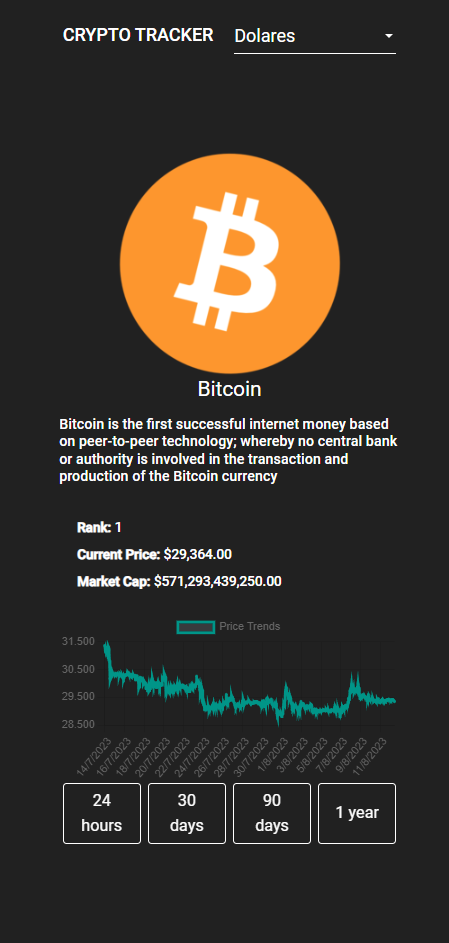 CRYPTO TRACKER
Dolares
Bitcoin
Bitcoin is the first successful internet money based
on peer-to-peer technology; whereby no central bank
or authority is involved in the transaction and
production of the Bitcoin currency
Rank: 1
Current Price: $29,364.00
Market Cap: $571,293,439,250.00
Price Trends
31.500
30.500
29.500
28.500
14/7/2023
16/7/2023
18/7/2023
20/7/2023
22/7/2023
24/7/2023
26/7/2023
28/7/2023
30/7/2023
1/8/2023
3/8/2023
5/8/2023
7/8/2023
9/8/2023
11/8/2023
24
hours
30
days
90
days
1 year